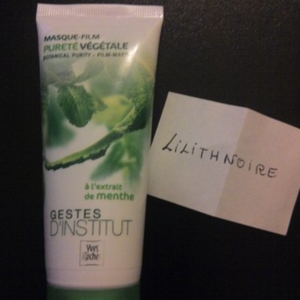 MASQUE-FILM
PURETÉ VÉGÉTALE
BOTANICAL PURITY - FILM-MASK
à l'extrait
de menthe
GESTES
D'INSTITUT
Yves
Rocher
LILITHNOIRE